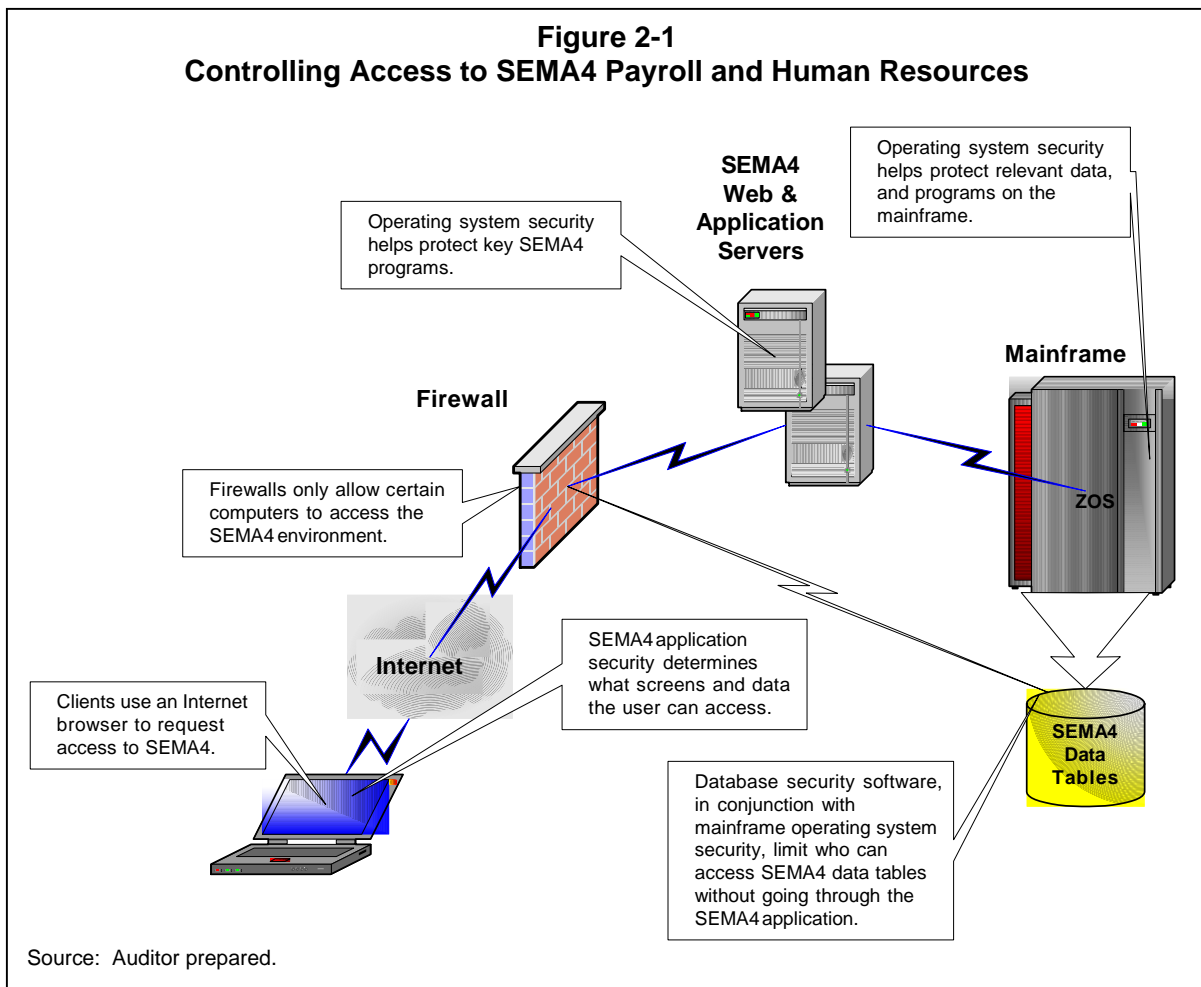 Figure 2-1
Controlling Access to SEMA4 Payroll and Human Resources
Operating system security
helps protect relevant data,
and programs on the
mainframe.
SEMA4
Web &
Application
Servers
Operating system security
helps protect key SEMA4
programs.
Mainframe
Firewall
ZOS
Firewalls only allow certain
computers to access the
SEMA4 environment.
Internet
SEMA4 application
security determines
what screens and data
the user can access.
Clients use an Internet
browser to request
access to SEMA4.
SEMA4
Data
Tables
Database security software,
in conjunction with
mainframe operating system
security, limit who can
access SEMA4 data tables
without going through the
SEMA4 application.
Source: Auditor prepared.